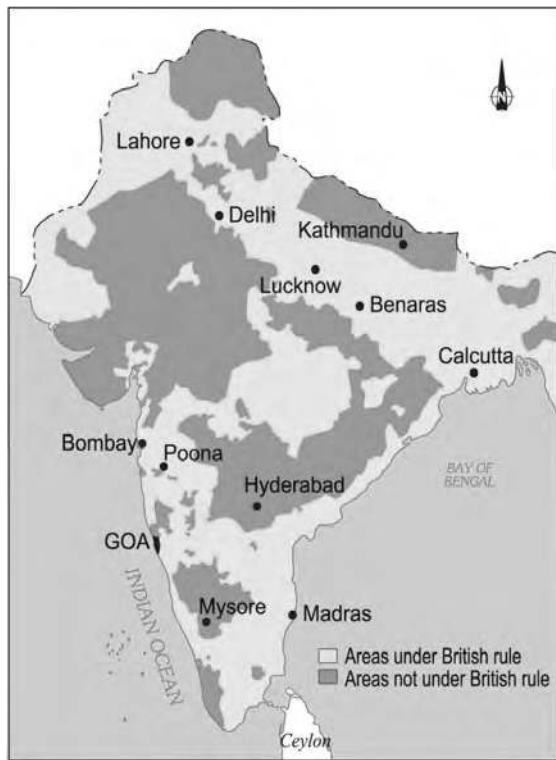 N
Lahore
Delhi
Kathmandu
Lucknow
Benaras
Calcutta
Bombay
Poona
BAY OF
BENGAL
Hyderabad
GOA
INDIAN OCEAN
Mysore
Madras
Areas under British rule
Areas not under British rule
Ceylon